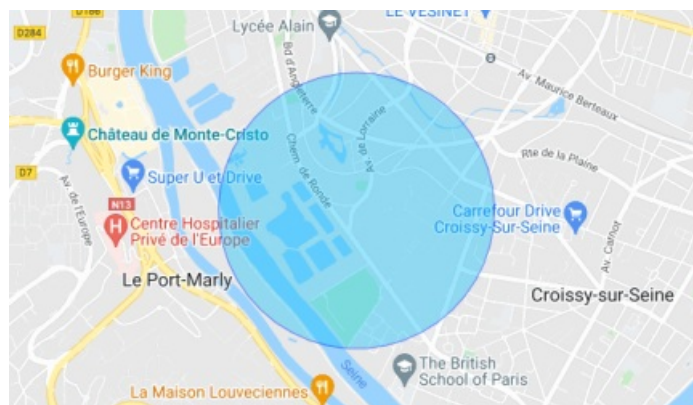 D186
LE VÉSINET
Lycée Alain
D284
Burger King
Bd d'Angleterre
Av. Maurice Berteaux
Château de Monte-Cristo
Chem. de Ronde
Av. de Lorraine
Rte de la Plaine
D7
Super U et Drive
Av. de l'Europe
N13
Centre Hospitalier
Privé de l'Europe
Carrefour Drive
Croissy-Sur-Seine
Av. Carnot
Le Port-Marly
Croissy-sur-Seine
Seine
The British
School of Paris
La Maison Louveciennes